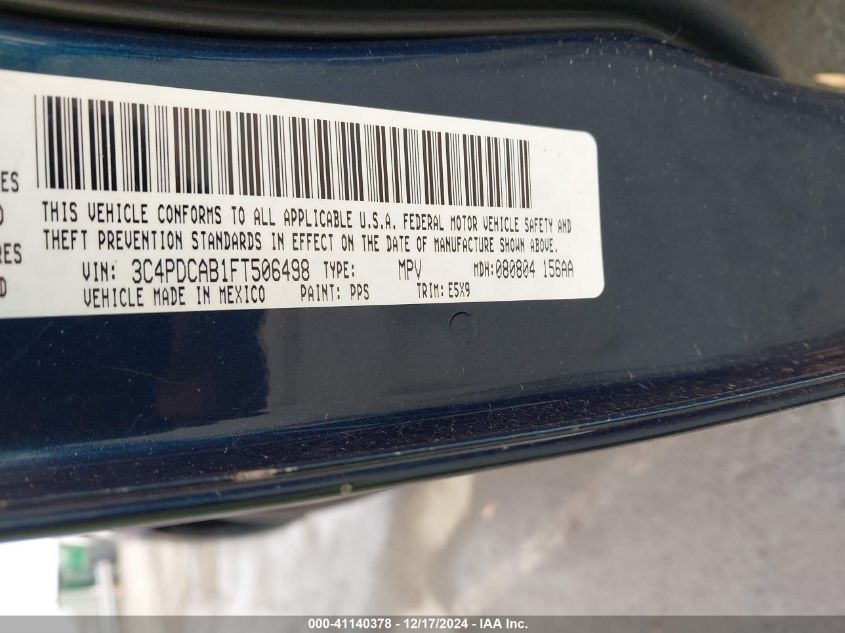 ES
THIS VEHICLE CONFORMS TO ALL APPLICABLE U.S.A. FEDERAL MOTOR VEHICLE SAFETY AND
THEFT PREVENTION STANDARDS IN EFFECT ON THE DATE OF MANUFACTURE SHOWN ABOVE.
RES
D
VIN: 3C4PDCAB1FT506498 TYPE: MPV MDH:080804 156AA
VEHICLE MADE IN MEXICO PAINT: PPS TRIM: E5X9
000-41140378 - 12/17/2024 - IAA Inc.